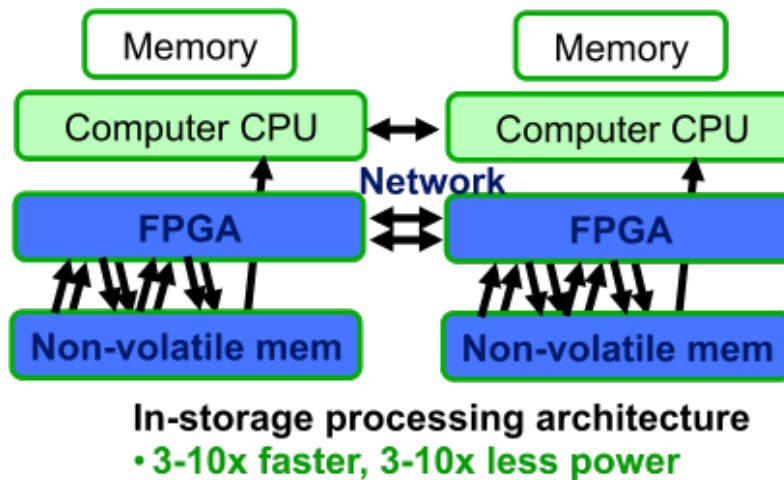 Memory
Memory
Computer CPU
Computer CPU
Network
FPGA
FPGA
Non-volatile mem
Non-volatile mem
In-storage processing architecture
• 3-10x faster, 3-10x less power